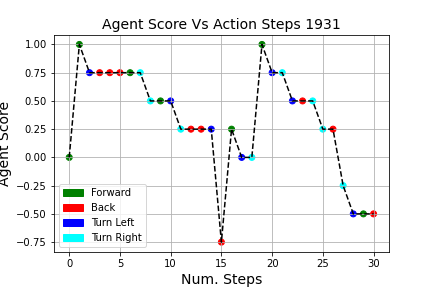 Agent Score Vs Action Steps 1931
Agent Score
1.00
0.75
0.50
0.25
0.00
−0.25
−0.50
−0.75
Forward
Back
Turn Left
Turn Right
0 5 10 15 20 25 30
Num. Steps